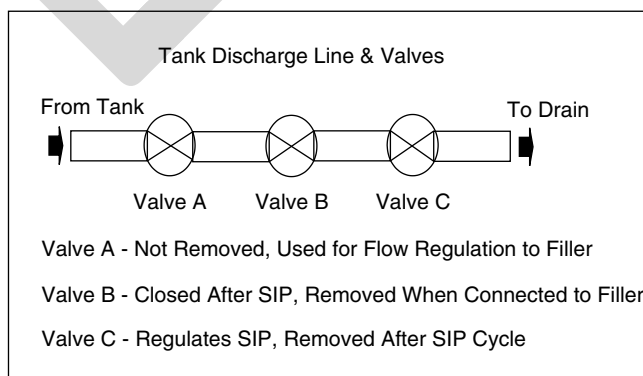 Tank Discharge Line & Valves
From Tank
To Drain
Valve A Valve B Valve C
Valve A - Not Removed, Used for Flow Regulation to Filler
Valve B - Closed After SIP, Removed When Connected to Filler
Valve C - Regulates SIP, Removed After SIP Cycle